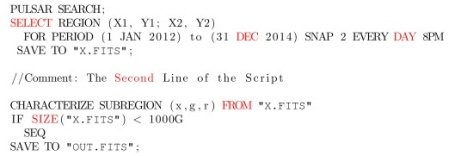 PULSAR SEARCH;
SELECT REGION (X1, Y1; X2, Y2)
FOR PERIOD (1 JAN 2012) to (31 DEC 2014) SNAP 2 EVERY DAY 8PM
SAVE TO "X.FITS";
//Comment: The Second Line of the Script
CHARACTERIZE SUBREGION (x,g,r) FROM "X.FITS"
IF SIZE("X.FITS") < 1000G
SEQ
SAVE TO "OUT.FITS";